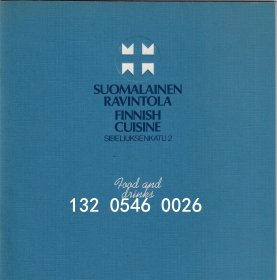 SUOMALAINEN
RAVINTOLA
FINNISH
CUISINE
SIBELIUKSENKATU 2
Food and
drinks
132 0546 0026